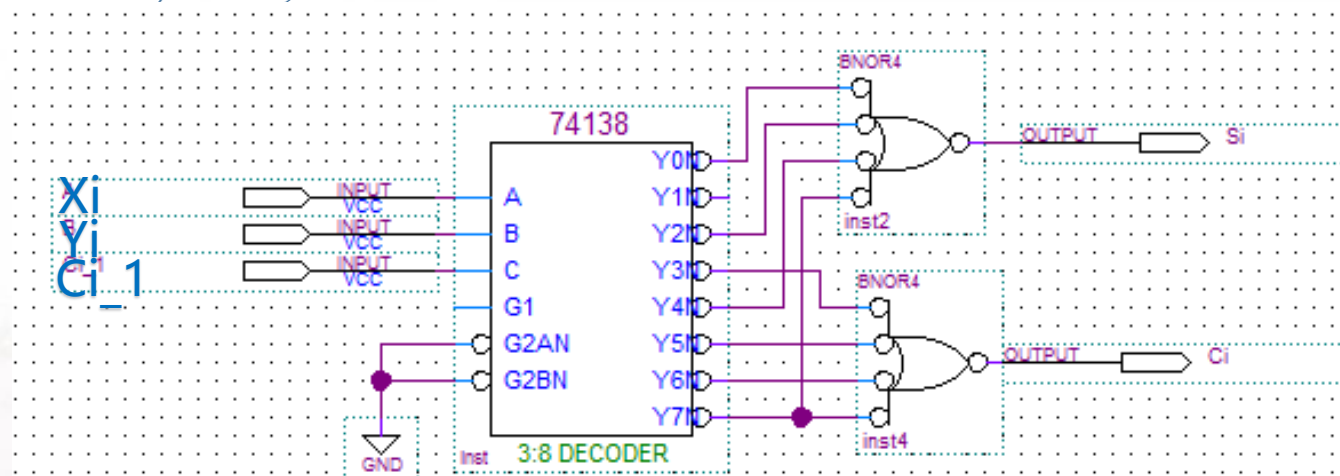 BNOR4
74138
Y0N
OUTPUT
Si
Xi
INPUT
VCC
A
Y1N
inst2
Yi
INPUT
VCC
B
Y2N
Ci_1
INPUT
VCC
C
Y3N
BNOR4
G1
Y4N
G2AN
Y5N
OUTPUT
Ci
G2BN
Y6N
Y7N
inst4
GND
Inst
3:8 DECODER